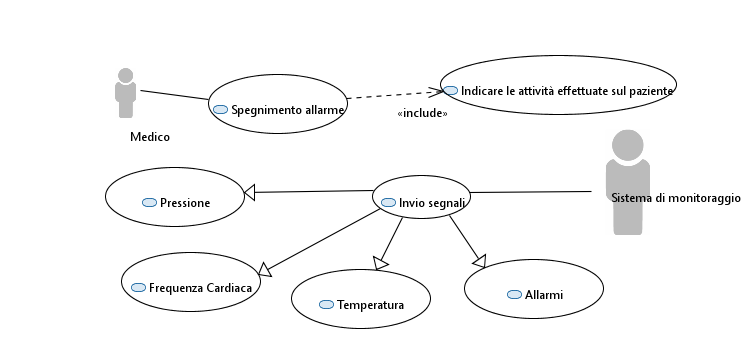 Spegnimento allarme
Indicare le attività effettuate sul paziente
«include»
Medico
Sistema di monitoraggio
Pressione
Invio segnali
Frequenza Cardiaca
Temperatura
Allarmi